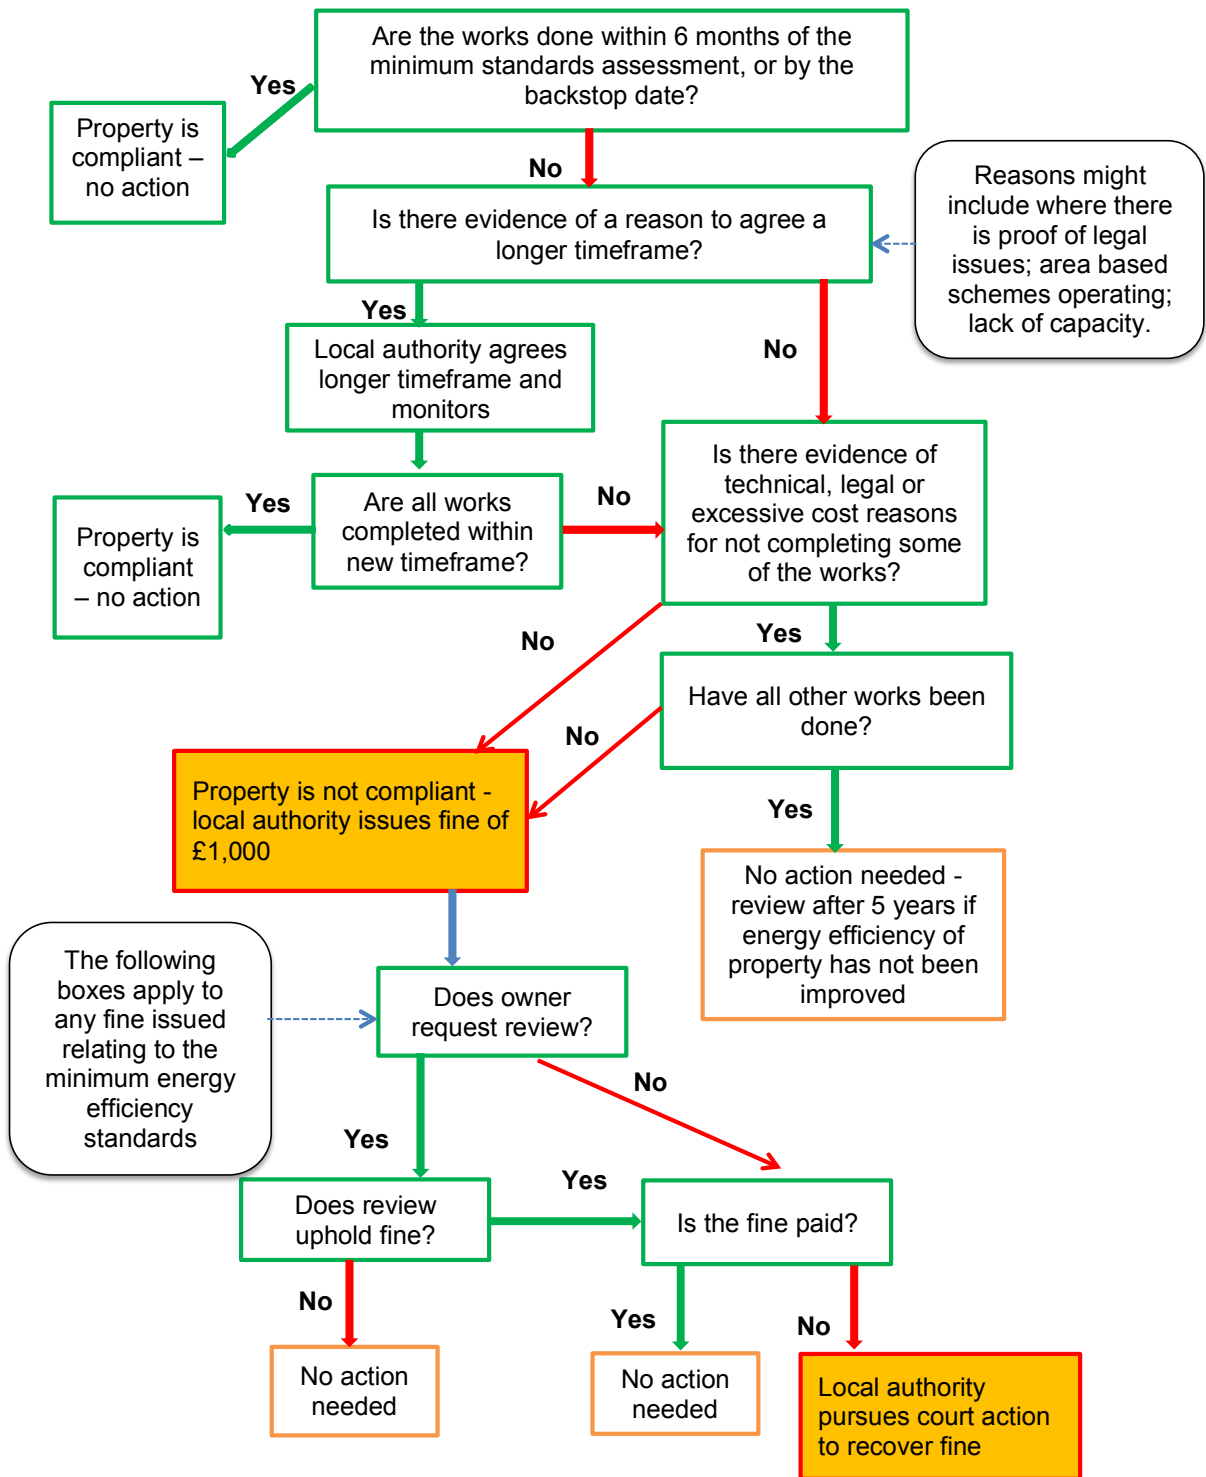 Are the works done within 6 months of the
minimum standards assessment, or by the
backstop date?
Yes
Property is
compliant –
no action
No
Reasons might
include where there
is proof of legal
issues; area based
schemes operating;
lack of capacity.
Is there evidence of a reason to agree a
longer timeframe?
Yes
No
Local authority agrees
longer timeframe and
monitors
Is there evidence of
technical, legal or
excessive cost reasons
for not completing some
of the works?
Yes
Are all works
completed within
new timeframe?
No
Property is
compliant
– no action
No
Yes
Have all other works been
done?
No
Yes
Property is not compliant -
local authority issues fine of
£1,000
No action needed -
review after 5 years if
energy efficiency of
property has not been
improved
The following
boxes apply to
any fine issued
relating to the
minimum energy
efficiency
standards
Does owner
request review?
No
Yes
Does review
uphold fine?
Yes
Is the fine paid?
No
Yes
No
No action
needed
No action
needed
Local authority
pursues court action
to recover fine